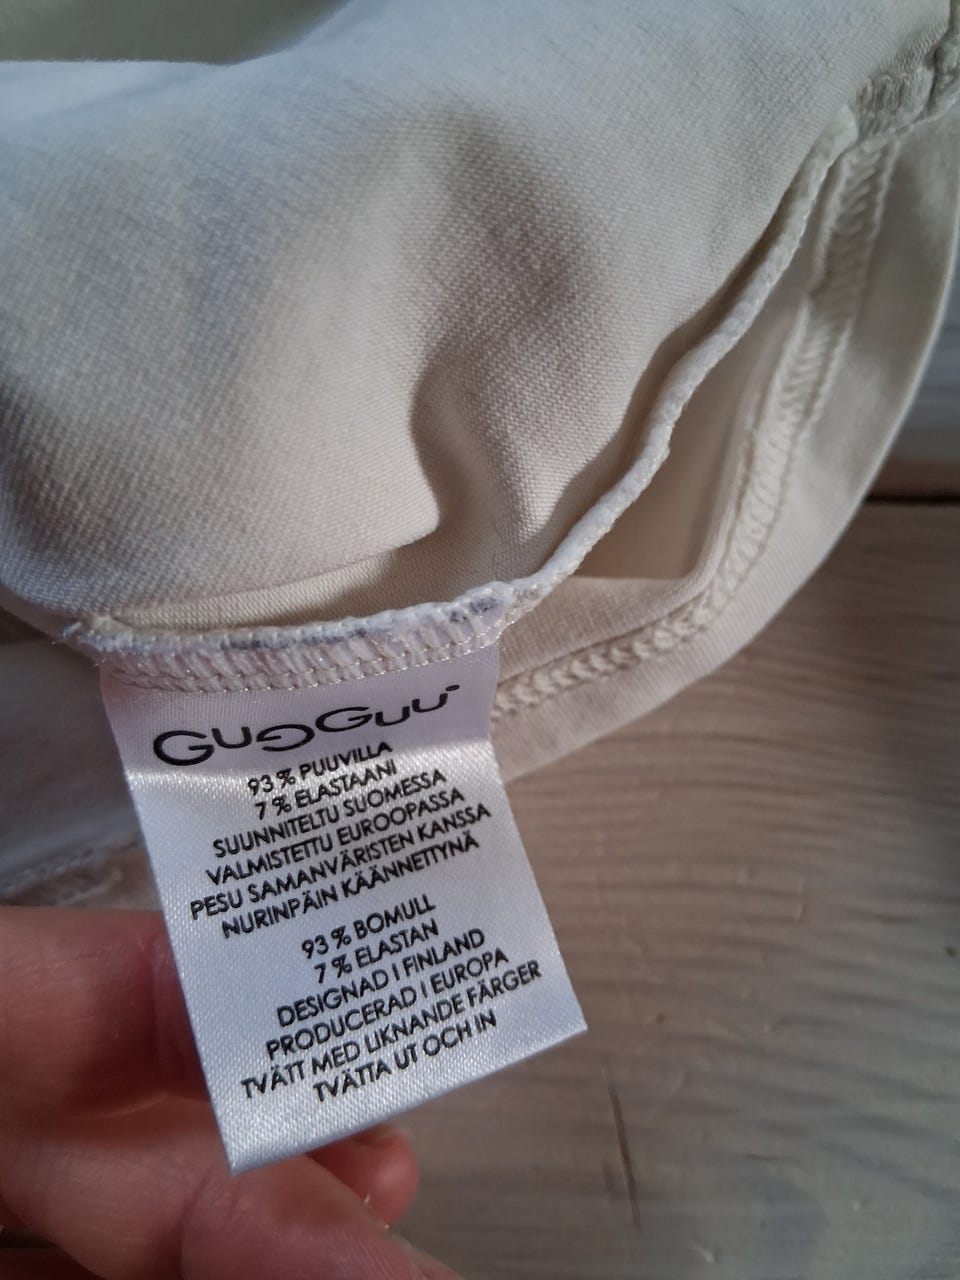 GUGGUU
93 % PUUVILLA
7 % ELASTAANI
SUUNNITELTU SUOMESSA
VALMISTETTU EUROOPASSA
PESU SAMANVÄRISTEN KANSSA
NURINPÄIN KÄÄNNETTYNÄ
93 % BOMULL
7 % ELASTAN
DESIGNAD I FINLAND
PRODUCERAD I EUROPA
TVÄTT MED LIKNANDE FÄRGER
TVÄTTA UT OCH IN